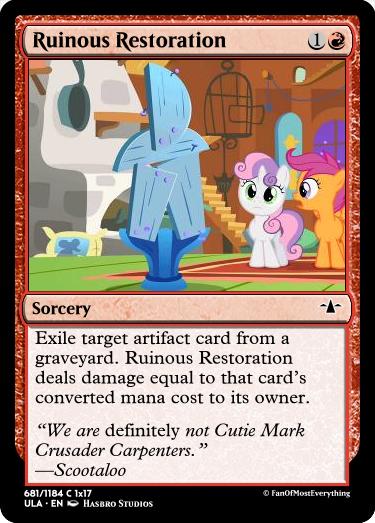 Ruinous Restoration 1
Sorcery
Exile target artifact card from a
graveyard. Ruinous Restoration
deals damage equal to that card's
converted mana cost to its owner.
"We are definitely not Cutie Mark
Crusader Carpenters."
—Scootaloo
681/1184 C 1x17
ULA • EN Hasbro Studios © FanOfMostEverything